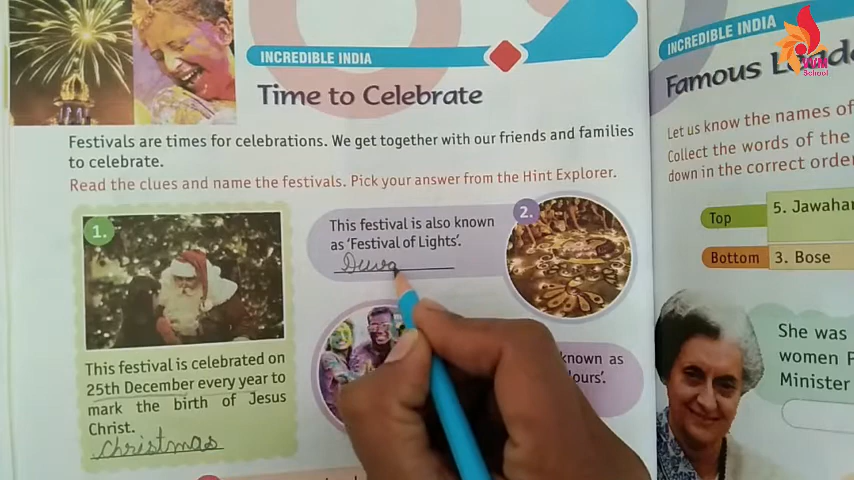 INCREDIBLE INDIA
Time to Celebrate
Festivals are times for celebrations. We get together with our friends and families
to celebrate.
Read the clues and name the festivals. Pick your answer from the Hint Explorer.
1.
This festival is celebrated on
25th December every year to
mark the birth of Jesus
Christ.
Christmas
2.
This festival is also known
as 'Festival of Lights'.
Diwa
known as
lours'.
INCREDIBLE INDIA
Famous
School
Let us know the names of
Collect the words of the
down in the correct orde
Top
5. Jawahar
Bottom
3. Bose
She was
women P
Minister